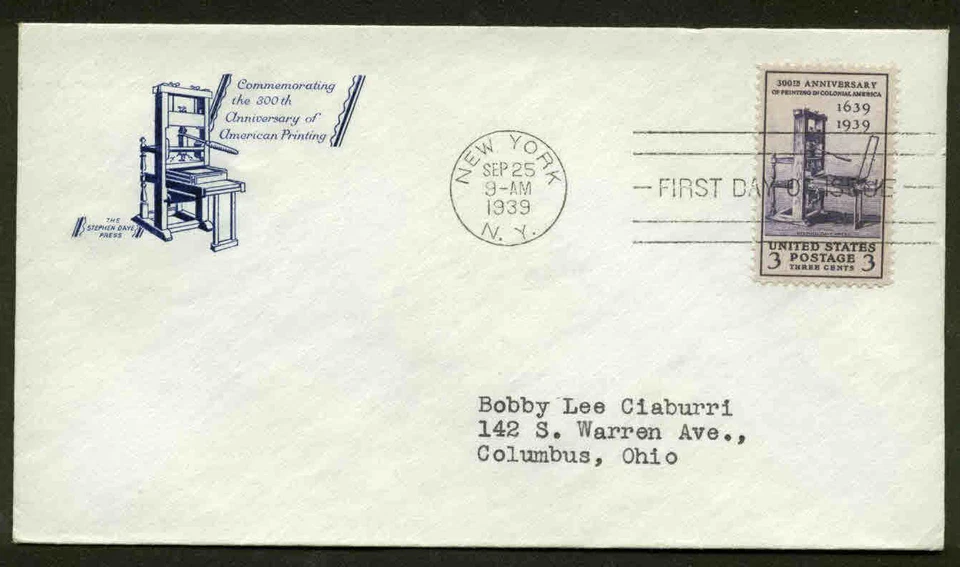 Commemorating
the 300th
Anniversary of
American Printing
THE
STEPHEN DAYE
PRESS
NEW YORK
SEP 25
9-AM
1939
N. Y.
FIRST DAY OF ISSUE
300TH ANNIVERSARY
OF PRINTING IN COLONIAL AMERICA
1639
1939
UNITED STATES
3 POSTAGE 3
THREE CENTS
Bobby Lee Ciaburri
142 S. Warren Ave.,
Columbus, Ohio